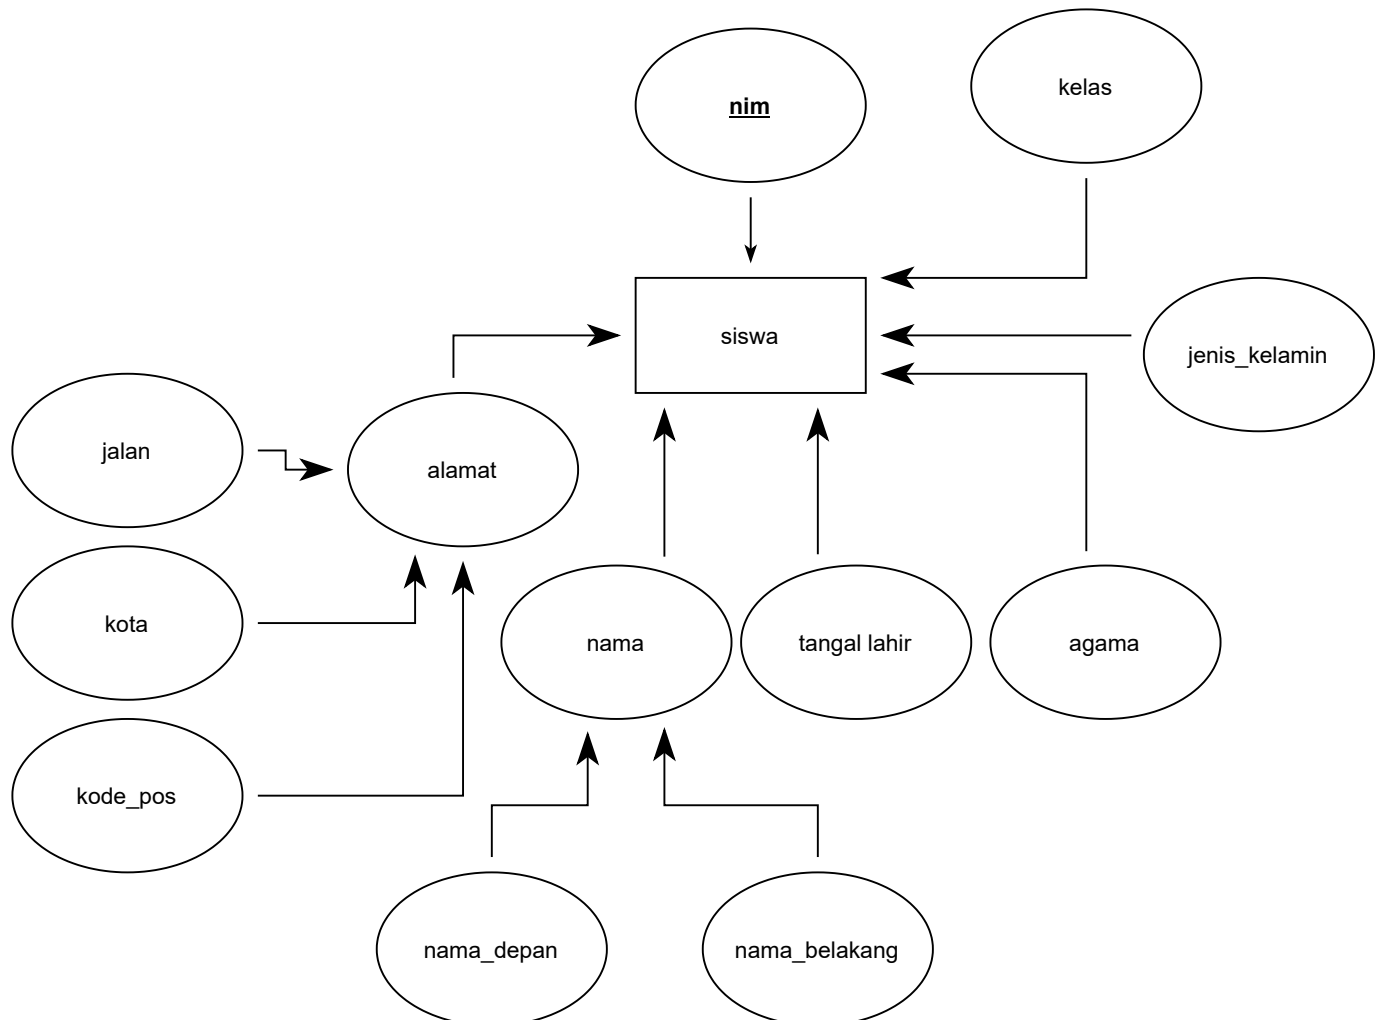 kelas
nim
siswa
jenis_kelamin
jalan
alamat
kota
nama
tangal lahir
agama
kode_pos
nama_depan
nama_belakang